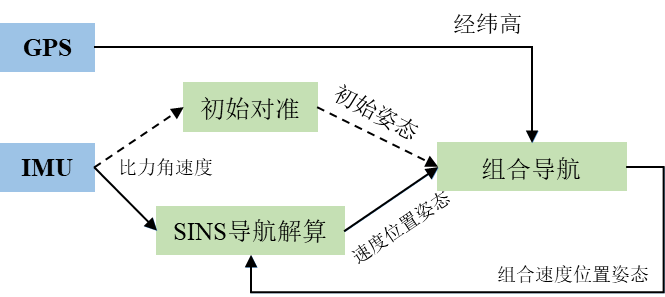 经纬高
GPS
初始对准
初始姿态
IMU
比力角速度
组合导航
SINS导航解算
速度位置姿态
组合速度位置姿态